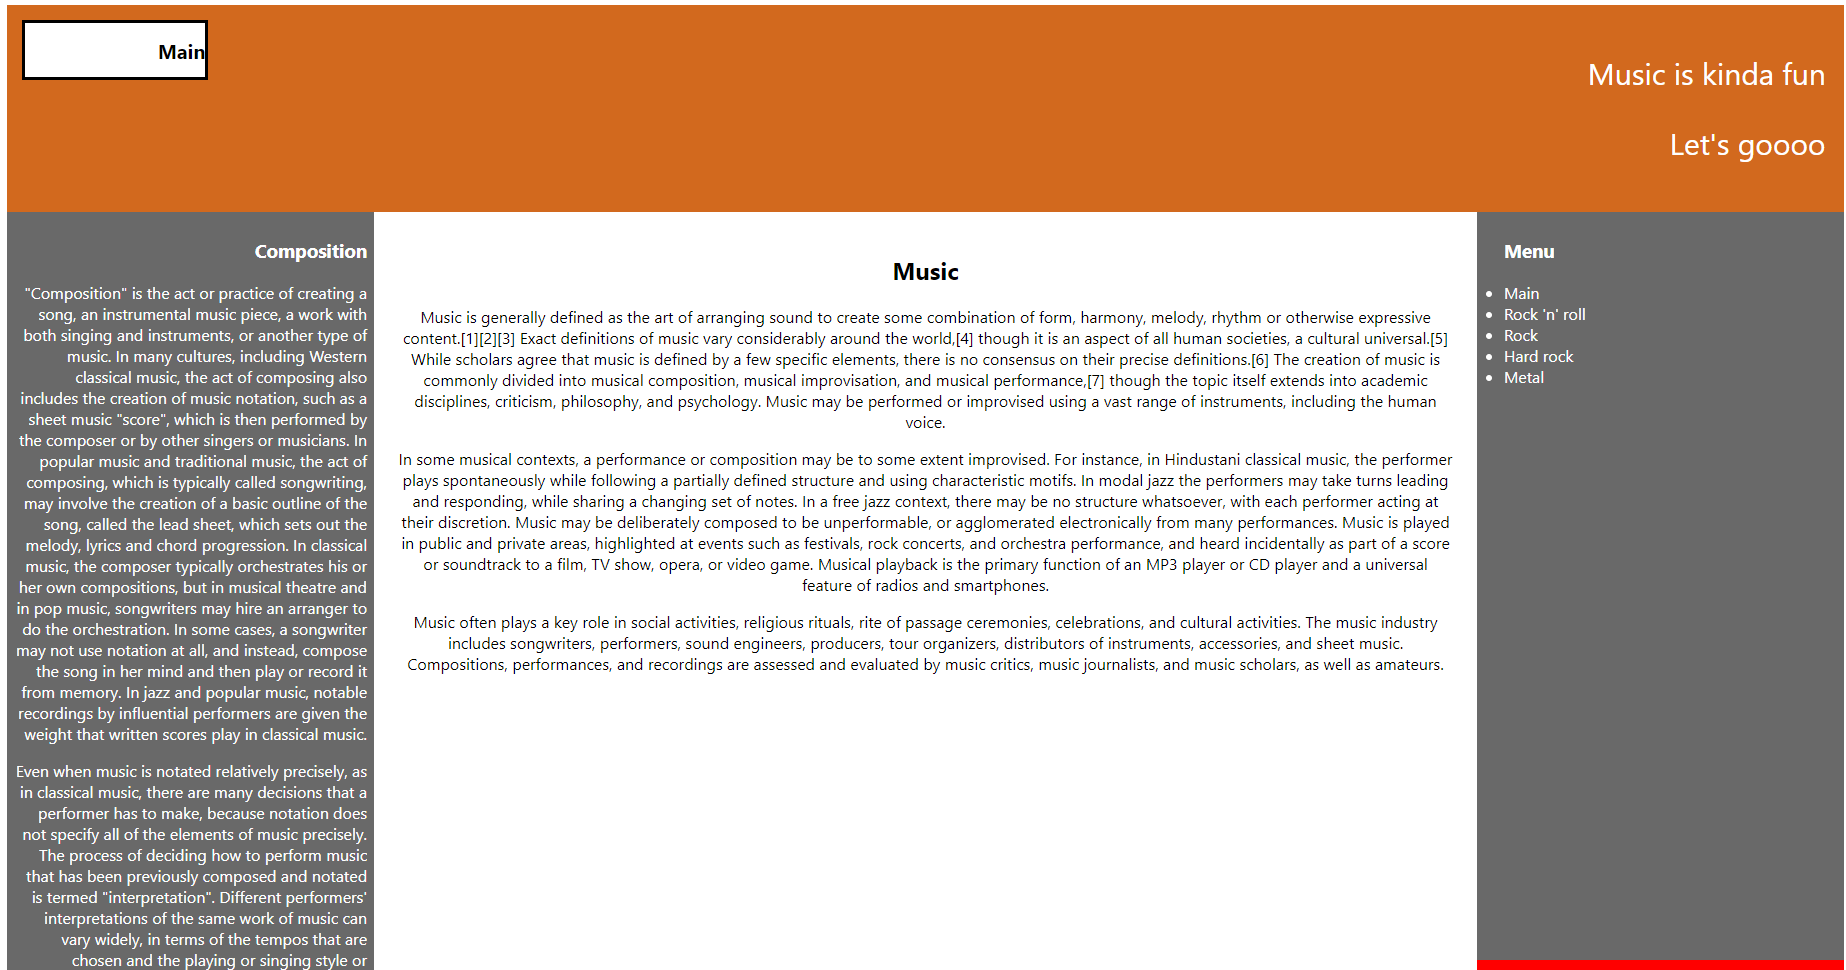 Main
Music is kinda fun
Let's goooo
Composition
"Composition" is the act or practice of creating a
song, an instrumental music piece, a work with
both singing and instruments, or another type of
music. In many cultures, including Western
classical music, the act of composing also
includes the creation of music notation, such as a
sheet music "score", which is then performed by
the composer or by other singers or musicians. In
popular music and traditional music, the act of
composing, which is typically called songwriting,
may involve the creation of a basic outline of the
song, called the lead sheet, which sets out the
melody, lyrics and chord progression. In classical
music, the composer typically orchestrates his or
her own compositions, but in musical theatre and
in pop music, songwriters may hire an arranger to
do the orchestration. In some cases, a songwriter
may not use notation at all, and instead, compose
the song in her mind and then play or record it
from memory. In jazz and popular music, notable
recordings by influential performers are given the
weight that written scores play in classical music.
Even when music is notated relatively precisely, as
in classical music, there are many decisions that a
performer has to make, because notation does
not specify all of the elements of music precisely.
The process of deciding how to perform music
that has been previously composed and notated
is termed "interpretation". Different performers'
interpretations of the same work of music can
vary widely, in terms of the tempos that are
chosen and the playing or singing style or
Music
Music is generally defined as the art of arranging sound to create some combination of form, harmony, melody, rhythm or otherwise expressive
content.[1][2][3] Exact definitions of music vary considerably around the world,[4] though it is an aspect of all human societies, a cultural universal.[5]
While scholars agree that music is defined by a few specific elements, there is no consensus on their precise definitions.[6] The creation of music is
commonly divided into musical composition, musical improvisation, and musical performance,[7] though the topic itself extends into academic
disciplines, criticism, philosophy, and psychology. Music may be performed or improvised using a vast range of instruments, including the human
voice.
In some musical contexts, a performance or composition may be to some extent improvised. For instance, in Hindustani classical music, the performer
plays spontaneously while following a partially defined structure and using characteristic motifs. In modal jazz the performers may take turns leading
and responding, while sharing a changing set of notes. In a free jazz context, there may be no structure whatsoever, with each performer acting at
their discretion. Music may be deliberately composed to be unperformable, or agglomerated electronically from many performances. Music is played
in public and private areas, highlighted at events such as festivals, rock concerts, and orchestra performance, and heard incidentally as part of a score
or soundtrack to a film, TV show, opera, or video game. Musical playback is the primary function of an MP3 player or CD player and a universal
feature of radios and smartphones.
Music often plays a key role in social activities, religious rituals, rite of passage ceremonies, celebrations, and cultural activities. The music industry
includes songwriters, performers, sound engineers, producers, tour organizers, distributors of instruments, accessories, and sheet music.
Compositions, performances, and recordings are assessed and evaluated by music critics, music journalists, and music scholars, as well as amateurs.
Menu
Main
Rock 'n' roll
Rock
Hard rock
Metal